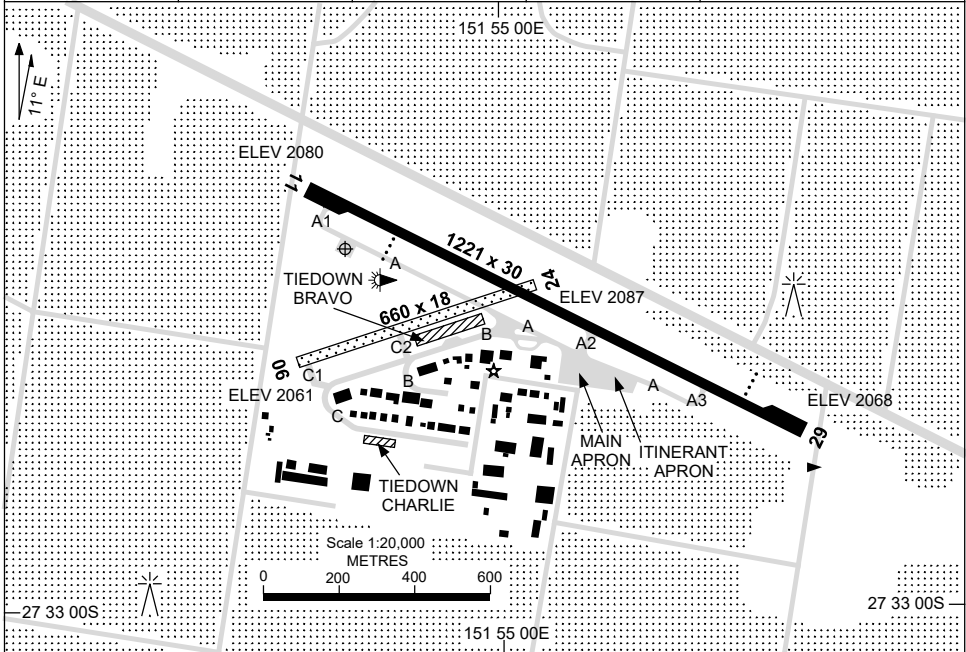 151 55 00E
11° E
ELEV 2080
11
A1
A
1221 x 30
24
TIEDOWN
BRAVO
ELEV 2087
660 x 18
A
C2
B
A2
06
C1
B
A
ELEV 2061
A3
ELEV 2068
C
29
MAIN
APRON
ITINERANT
APRON
TIEDOWN
CHARLIE
Scale 1:20,000
METRES
0 200 400 600
27 33 00S
27 33 00S
151 55 00E